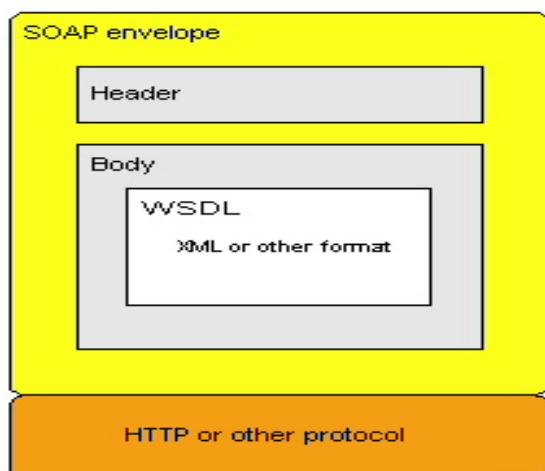 SOAP envelope
Header
Body
WSDL
XML or other format
HTTP or other protocol